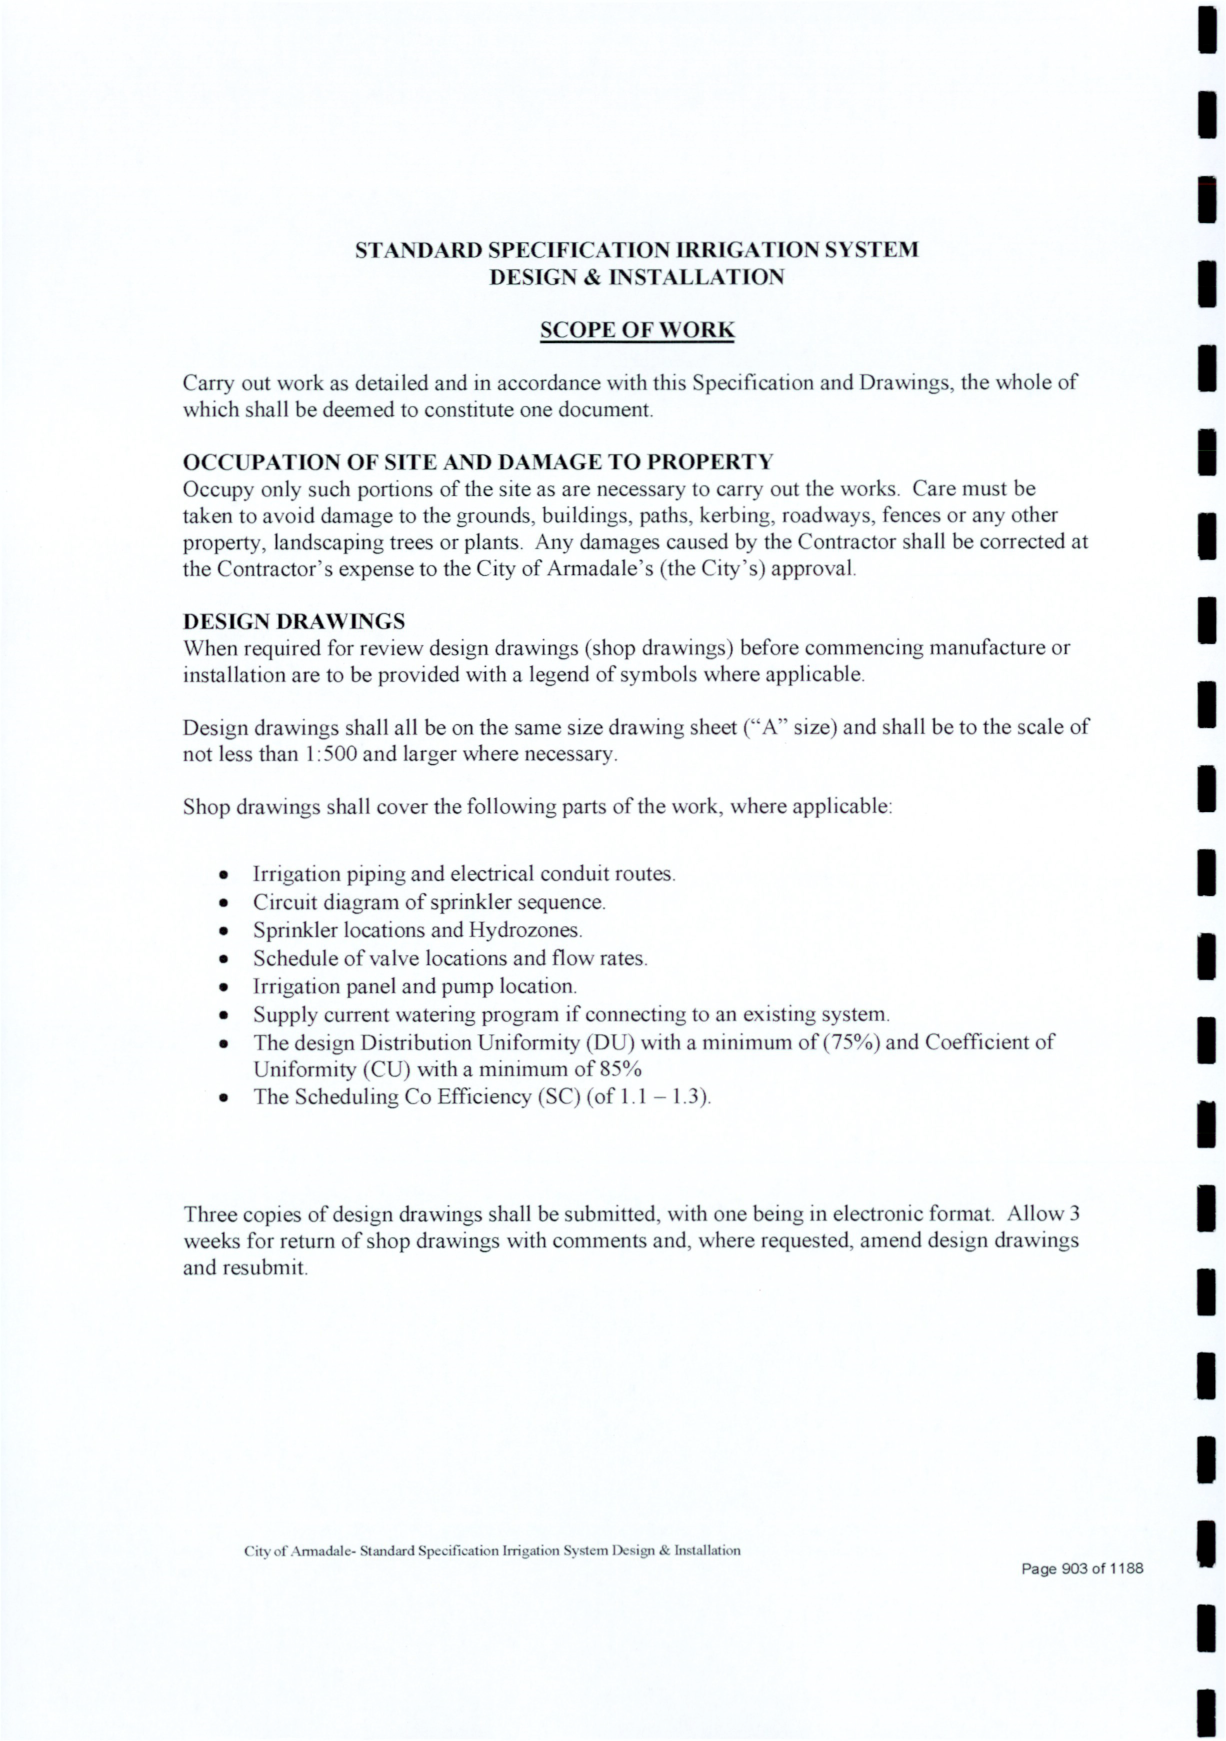 STANDARD SPECIFICATION IRRIGATION SYSTEM
DESIGN & INSTALLATION
SCOPE OF WORK
Carry out work as detailed and in accordance with this Specification and Drawings, the whole of
which shall be deemed to constitute one document.
OCCUPATION OF SITE AND DAMAGE TO PROPERTY
Occupy only such portions of the site as are necessary to carry out the works. Care must be
taken to avoid damage to the grounds, buildings, paths, kerbing, roadways, fences or any other
property, landscaping trees or plants. Any damages caused by the Contractor shall be corrected at
the Contractor's expense to the City of Armadale's (the City's) approval.
DESIGN DRAWINGS
When required for review design drawings (shop drawings) before commencing manufacture or
installation are to be provided with a legend of symbols where applicable.
Design drawings shall all be on the same size drawing sheet ("A" size) and shall be to the scale of
not less than 1:500 and larger where necessary.
Shop drawings shall cover the following parts of the work, where applicable:
• Irrigation piping and electrical conduit routes.
• Circuit diagram of sprinkler sequence.
• Sprinkler locations and Hydrozones.
• Schedule of valve locations and flow rates.
• Irrigation panel and pump location.
• Supply current watering program if connecting to an existing system.
• The design Distribution Uniformity (DU) with a minimum of (75%) and Coefficient of
Uniformity (CU) with a minimum of 85%
• The Scheduling Co Efficiency (SC) (of 1.1 – 1.3).
Three copies of design drawings shall be submitted, with one being in electronic format. Allow 3
weeks for return of shop drawings with comments and, where requested, amend design drawings
and resubmit.
City of Armadale- Standard Specification Irrigation System Design & Installation
Page 903 of 1188